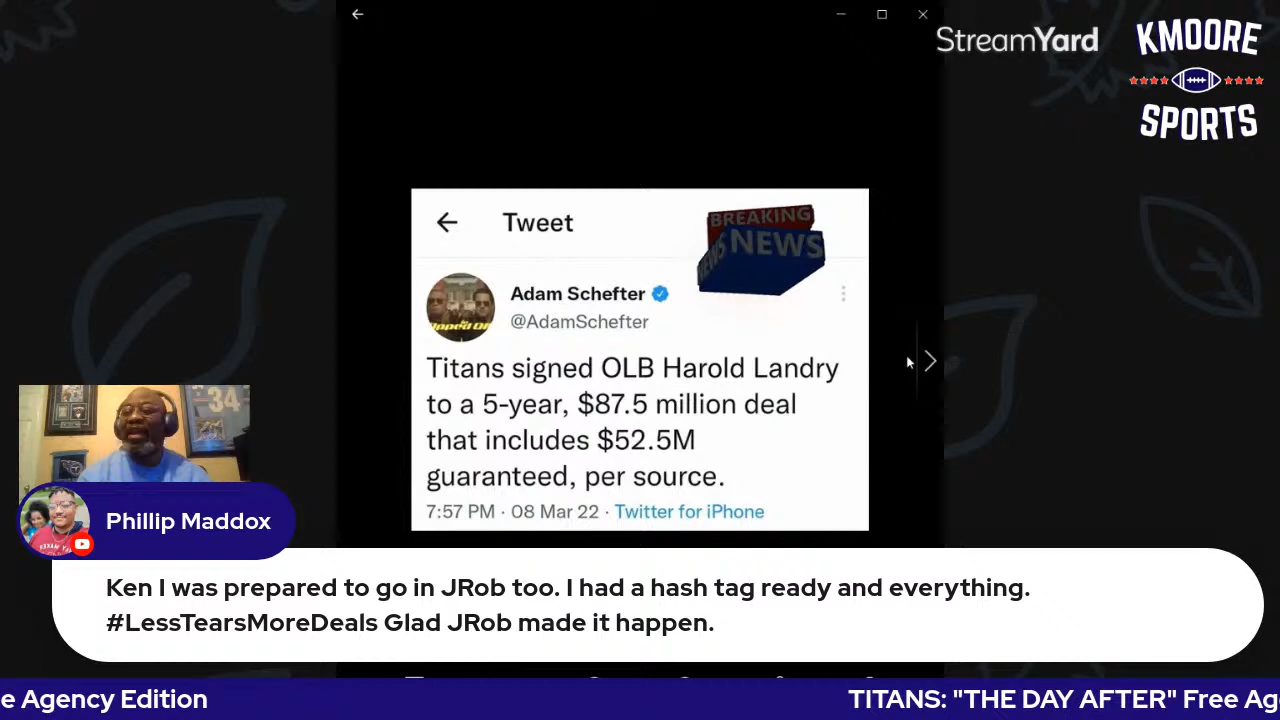 StreamYard
KMOORE
SPORTS
Tweet
BREAKING
NEWS
NEWS
Adam Schefter
@AdamSchefter
Titans signed OLB Harold Landry
to a 5-year, $87.5 million deal
that includes $52.5M
guaranteed, per source.
7:57 PM · 08 Mar 22 · Twitter for iPhone
34
Phillip Maddox
Ken I was prepared to go in JRob too. I had a hash tag ready and everything.
#LessTearsMoreDeals Glad JRob made it happen.
e Agency Edition
TITANS: "THE DAY AFTER" Free Ag